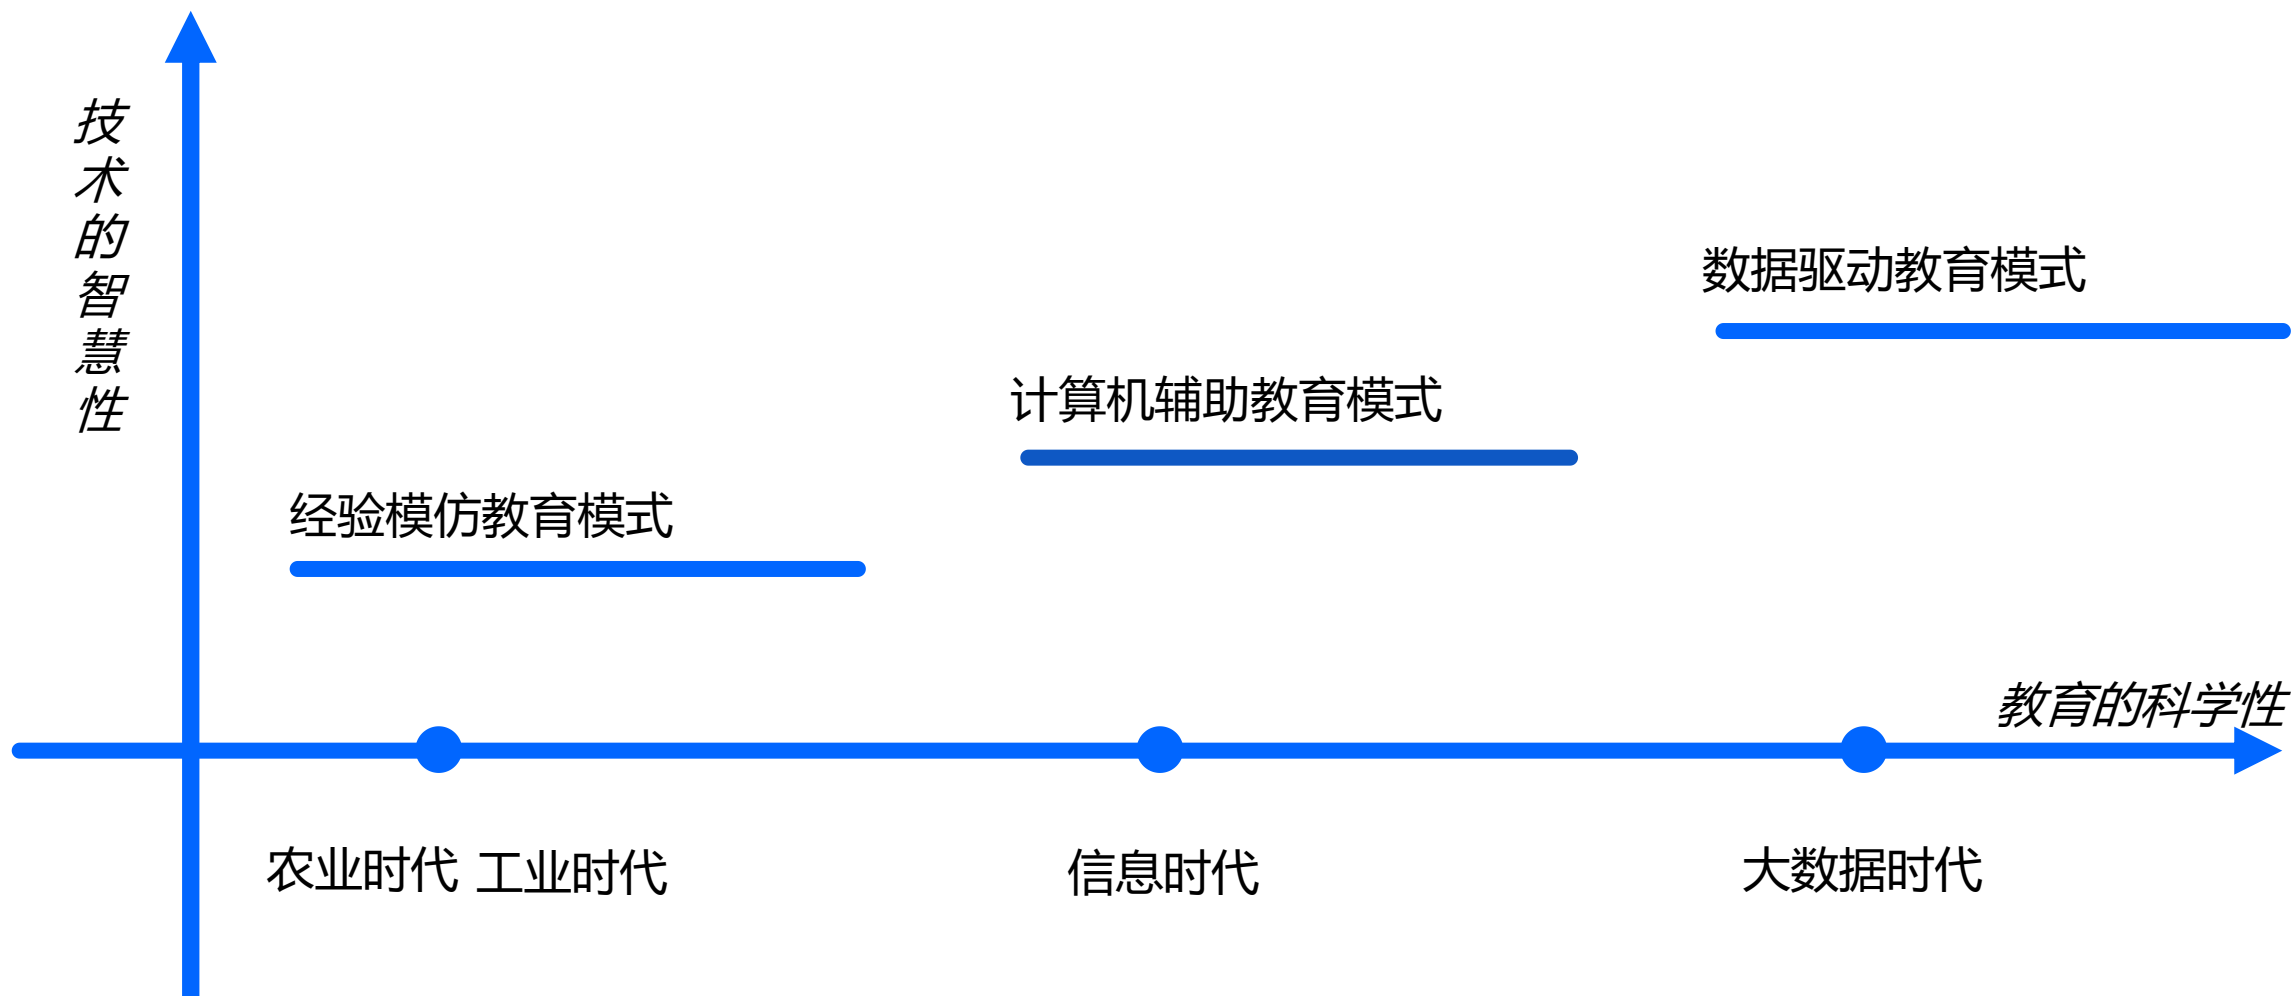 技术的智慧性
数据驱动教育模式
计算机辅助教育模式
经验模仿教育模式
教育的科学性
农业时代 工业时代
信息时代
大数据时代